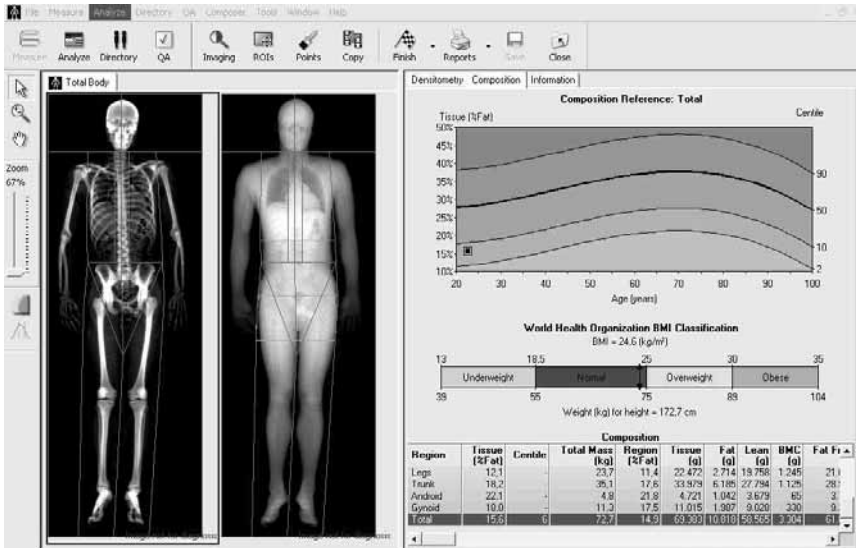 File Measure Analyze Directory QA Composer Tools Window Help
Measure Analyze Directory QA Imaging ROIs Points Copy Finish Reports Save Close
Total Body
Zoom
67%
Image not for diagnosis
Image not for diagnosis
Densitometry Composition Information
Composition Reference: Total
Tissue (%Fat) Centile
50%
45%
40%
35%
30%
25%
20%
15%
10%
90
50
10
2
20 30 40 50 60 70 80 90 100
Age (years)
World Health Organization BMI Classification
BMI = 24,6 (kg/m²)
13 18,5 25 30 35
Underweight Normal Overweight Obese
39 55 75 89 104
Weight (kg) for height = 172,7 cm
Composition
Region Tissue (%Fat) Centile Total Mass (kg) Region (%Fat) Tissue (g) Fat (g) Lean (g) BMC (g) Fat Fr
Legs 12,1 - 23,7 11,4 22.472 2.714 19.758 1.245
Trunk 18,2 - 35,1 17,6 33.979 6.185 27.794 1.125
Android 22,1 - 4,8 21,8 4.721 1.042 3.679 65
Gynoid - 11,3 17,5 11.015 330
Total 15,6 6 72,7 14,9 69.383 10.818 58.565 3.304